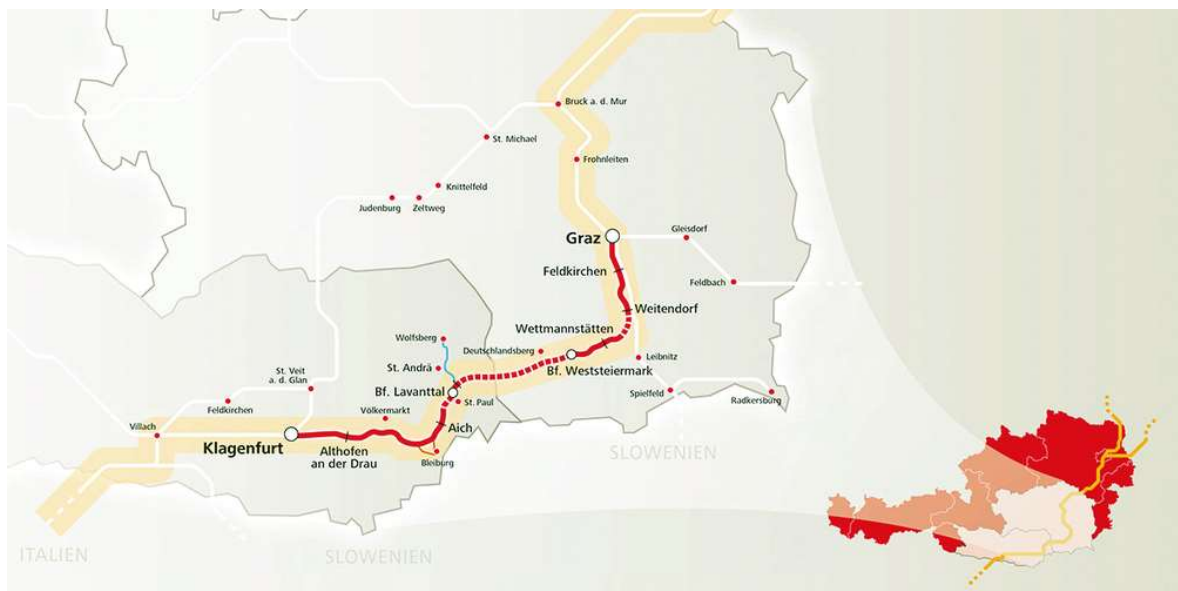 Bruck a. d. Mur
St. Michael
Frohnleiten
Knittelfeld
Judenburg
Zeltweg
Graz
Gleisdorf
Feldkirchen
Feldbach
Weitendorf
Wettmannstätten
Wolfsberg
Deutschlandsberg
Leibnitz
St. Andrä
Bf. Weststeiermark
St. Veit
a. d. Glan
Bf. Lavanttal
Spielfeld
Radkersburg
St. Paul
Feldkirchen
Völkermarkt
Villach
Aich
Klagenfurt
Althofen
an der Drau
Bleiburg
SLOWENIEN
ITALIEN
SLOWENIEN